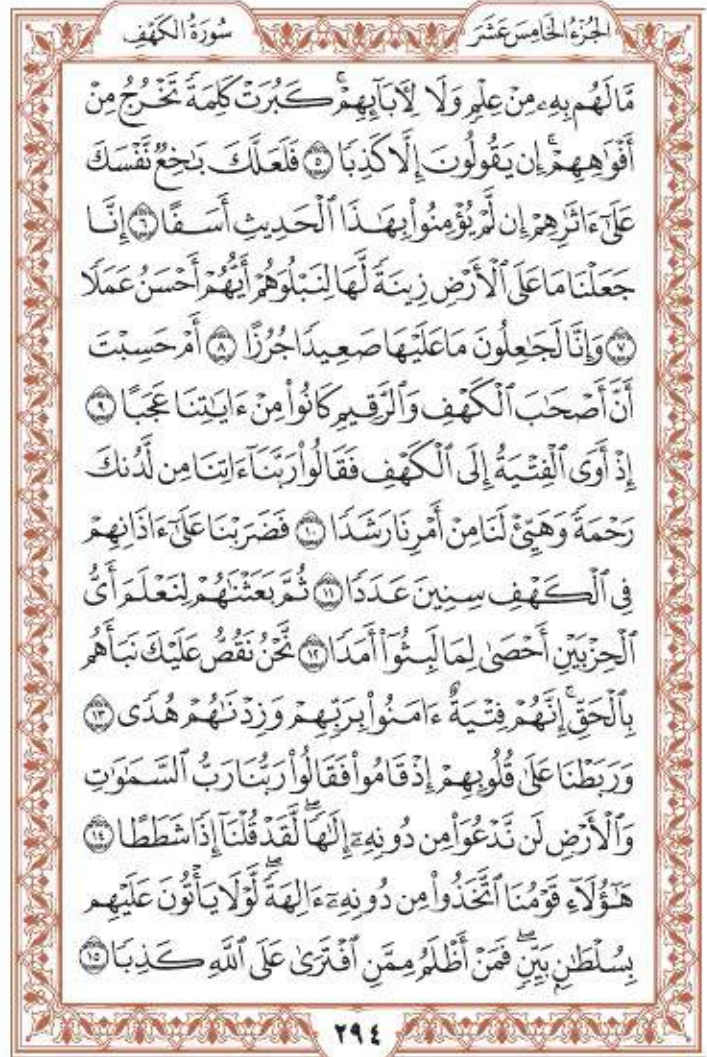 سُورَةُ الكَهْفِ
الجُزْءُ الخَامِسَ عَشَرَ
مَّا لَهُم بِهِۦ مِنْ عِلْمٍ وَلَا لِأٓبَآئِهِمْۚ كَبُرَتْ كَلِمَةً تَخْرُجُ مِنْ
أَفْوَٰهِهِمْۚ إِن يَقُولُونَ إِلَّا كَذِبًا ۝٥ فَلَعَلَّكَ بَـٰخِعٌ نَّفْسَكَ
عَلَىٰٓ ءَاثَـٰرِهِمْ إِن لَّمْ يُؤْمِنُوا۟ بِهَـٰذَا ٱلْحَدِيثِ أَسَفًا ۝٦ إِنَّا
جَعَلْنَا مَا عَلَى ٱلْأَرْضِ زِينَةً لَّهَا لِنَبْلُوَهُمْ أَيُّهُمْ أَحْسَنُ عَمَلًا
۝٧ وَإِنَّا لَجَـٰعِلُونَ مَا عَلَيْهَا صَعِيدًا جُرُزًا ۝٨ أَمْ حَسِبْتَ
أَنَّ أَصْحَـٰبَ ٱلْكَهْفِ وَٱلرَّقِيمِ كَانُوا۟ مِنْ ءَايَـٰتِنَا عَجَبًا ۝٩
إِذْ أَوَى ٱلْفِتْيَةُ إِلَى ٱلْكَهْفِ فَقَالُوا۟ رَبَّنَآ ءَاتِنَا مِن لَّدُنكَ
رَحْمَةً وَهَيِّئْ لَنَا مِنْ أَمْرِنَا رَشَدًا ۝١٠ فَضَرَبْنَا عَلَىٰٓ ءَاذَانِهِمْ
فِى ٱلْكَهْفِ سِنِينَ عَدَدًا ۝١١ ثُمَّ بَعَثْنَـٰهُمْ لِنَعْلَمَ أَىُّ
ٱلْحِزْبَيْنِ أَحْصَىٰ لِمَا لَبِثُوٓا۟ أَمَدًا ۝١٢ نَّحْنُ نَقُصُّ عَلَيْكَ نَبَأَهُم
بِٱلْحَقِّۚ إِنَّهُمْ فِتْيَةٌ ءَامَنُوا۟ بِرَبِّهِمْ وَزِدْنَـٰهُمْ هُدًى ۝١٣
وَرَبَطْنَا عَلَىٰ قُلُوبِهِمْ إِذْ قَامُوا۟ فَقَالُوا۟ رَبُّنَا رَبُّ ٱلسَّمَـٰوَٰتِ
وَٱلْأَرْضِ لَن نَّدْعُوَا۟ مِن دُونِهِۦٓ إِلَـٰهًاۖ لَّقَدْ قُلْنَآ إِذًا شَطَطًا ۝١٤
هَـٰٓؤُلَآءِ قَوْمُنَا ٱتَّخَذُوا۟ مِن دُونِهِۦٓ ءَالِهَةًۖ لَّوْلَا يَأْتُونَ عَلَيْهِم
بِسُلْطَـٰنٍۭ بَيِّنٍۖ فَمَنْ أَظْلَمُ مِمَّنِ ٱفْتَرَىٰ عَلَى ٱللَّهِ كَذِبًا ۝١٥
٢٩٤